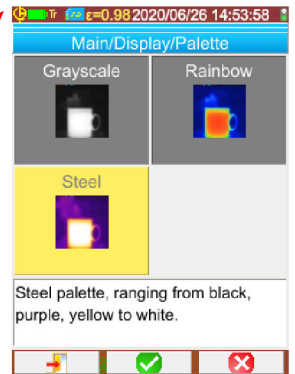 Tr ε=0.98 2020/06/26 14:53:58
Main/Display/Palette
Grayscale Rainbow
Steel
Steel palette, ranging from black,
purple, yellow to white.